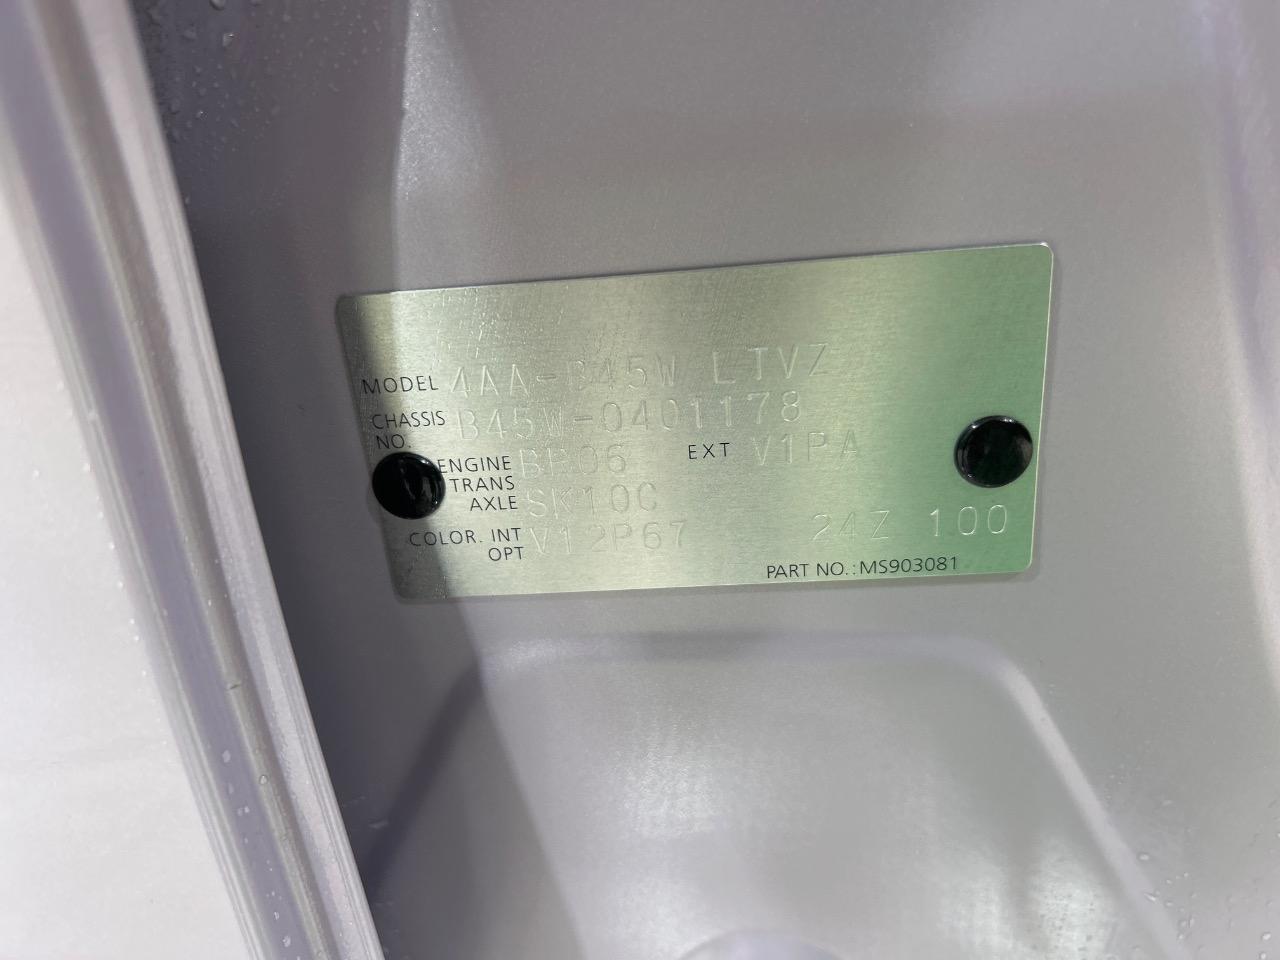 MODEL 4AA-B45W LTVZ
CHASSIS NO. B45W-0401178
ENGINE BR06 EXT V1PA
TRANS AXLE SK10C
COLOR. INT OPT V12P67 24Z 100
PART NO.:MS903081